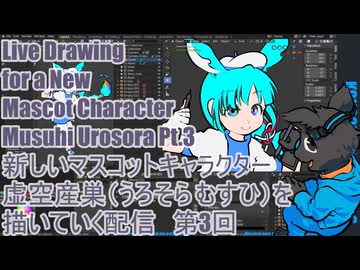 Live Drawing
for a New
Mascot Character
Musuhi Urosora Pt.3
新しいマスコットキャラクター
虚空産巣（うろそらむすひ）を
描いていく配信　第3回